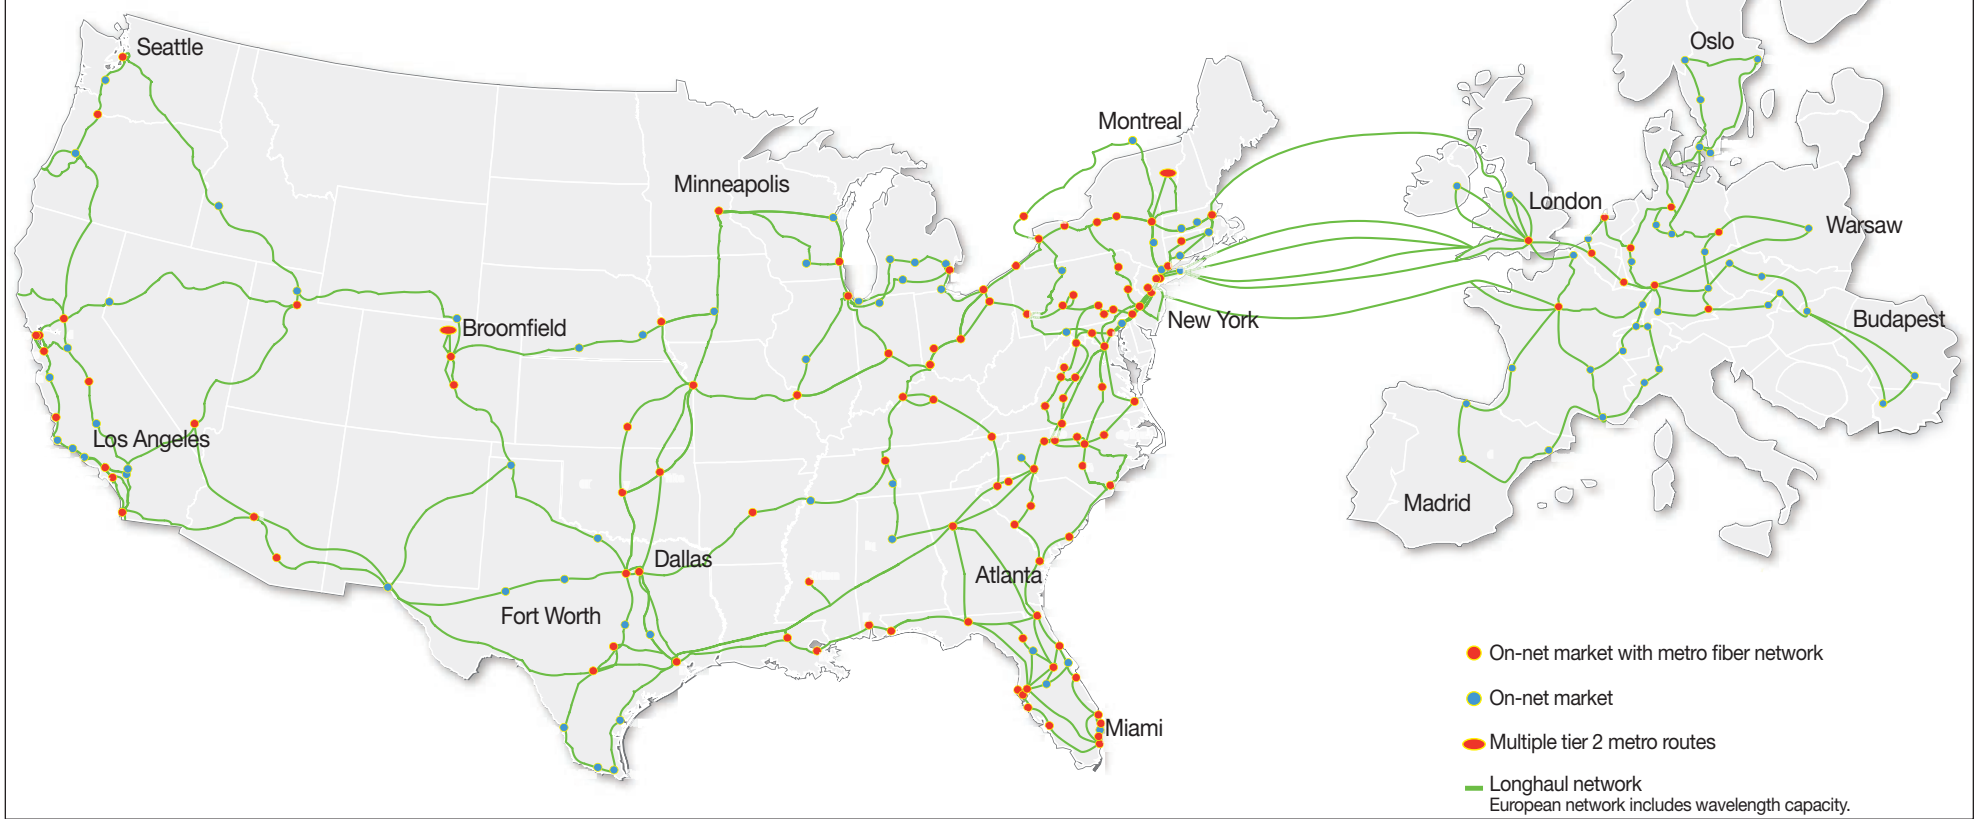 Seattle
Oslo
Montreal
Minneapolis
London
Warsaw
New York
Budapest
Broomfield
Los Angeles
Madrid
Dallas
Atlanta
Fort Worth
Miami
On-net market with metro fiber network
On-net market
Multiple tier 2 metro routes
Longhaul network
European network includes wavelength capacity.